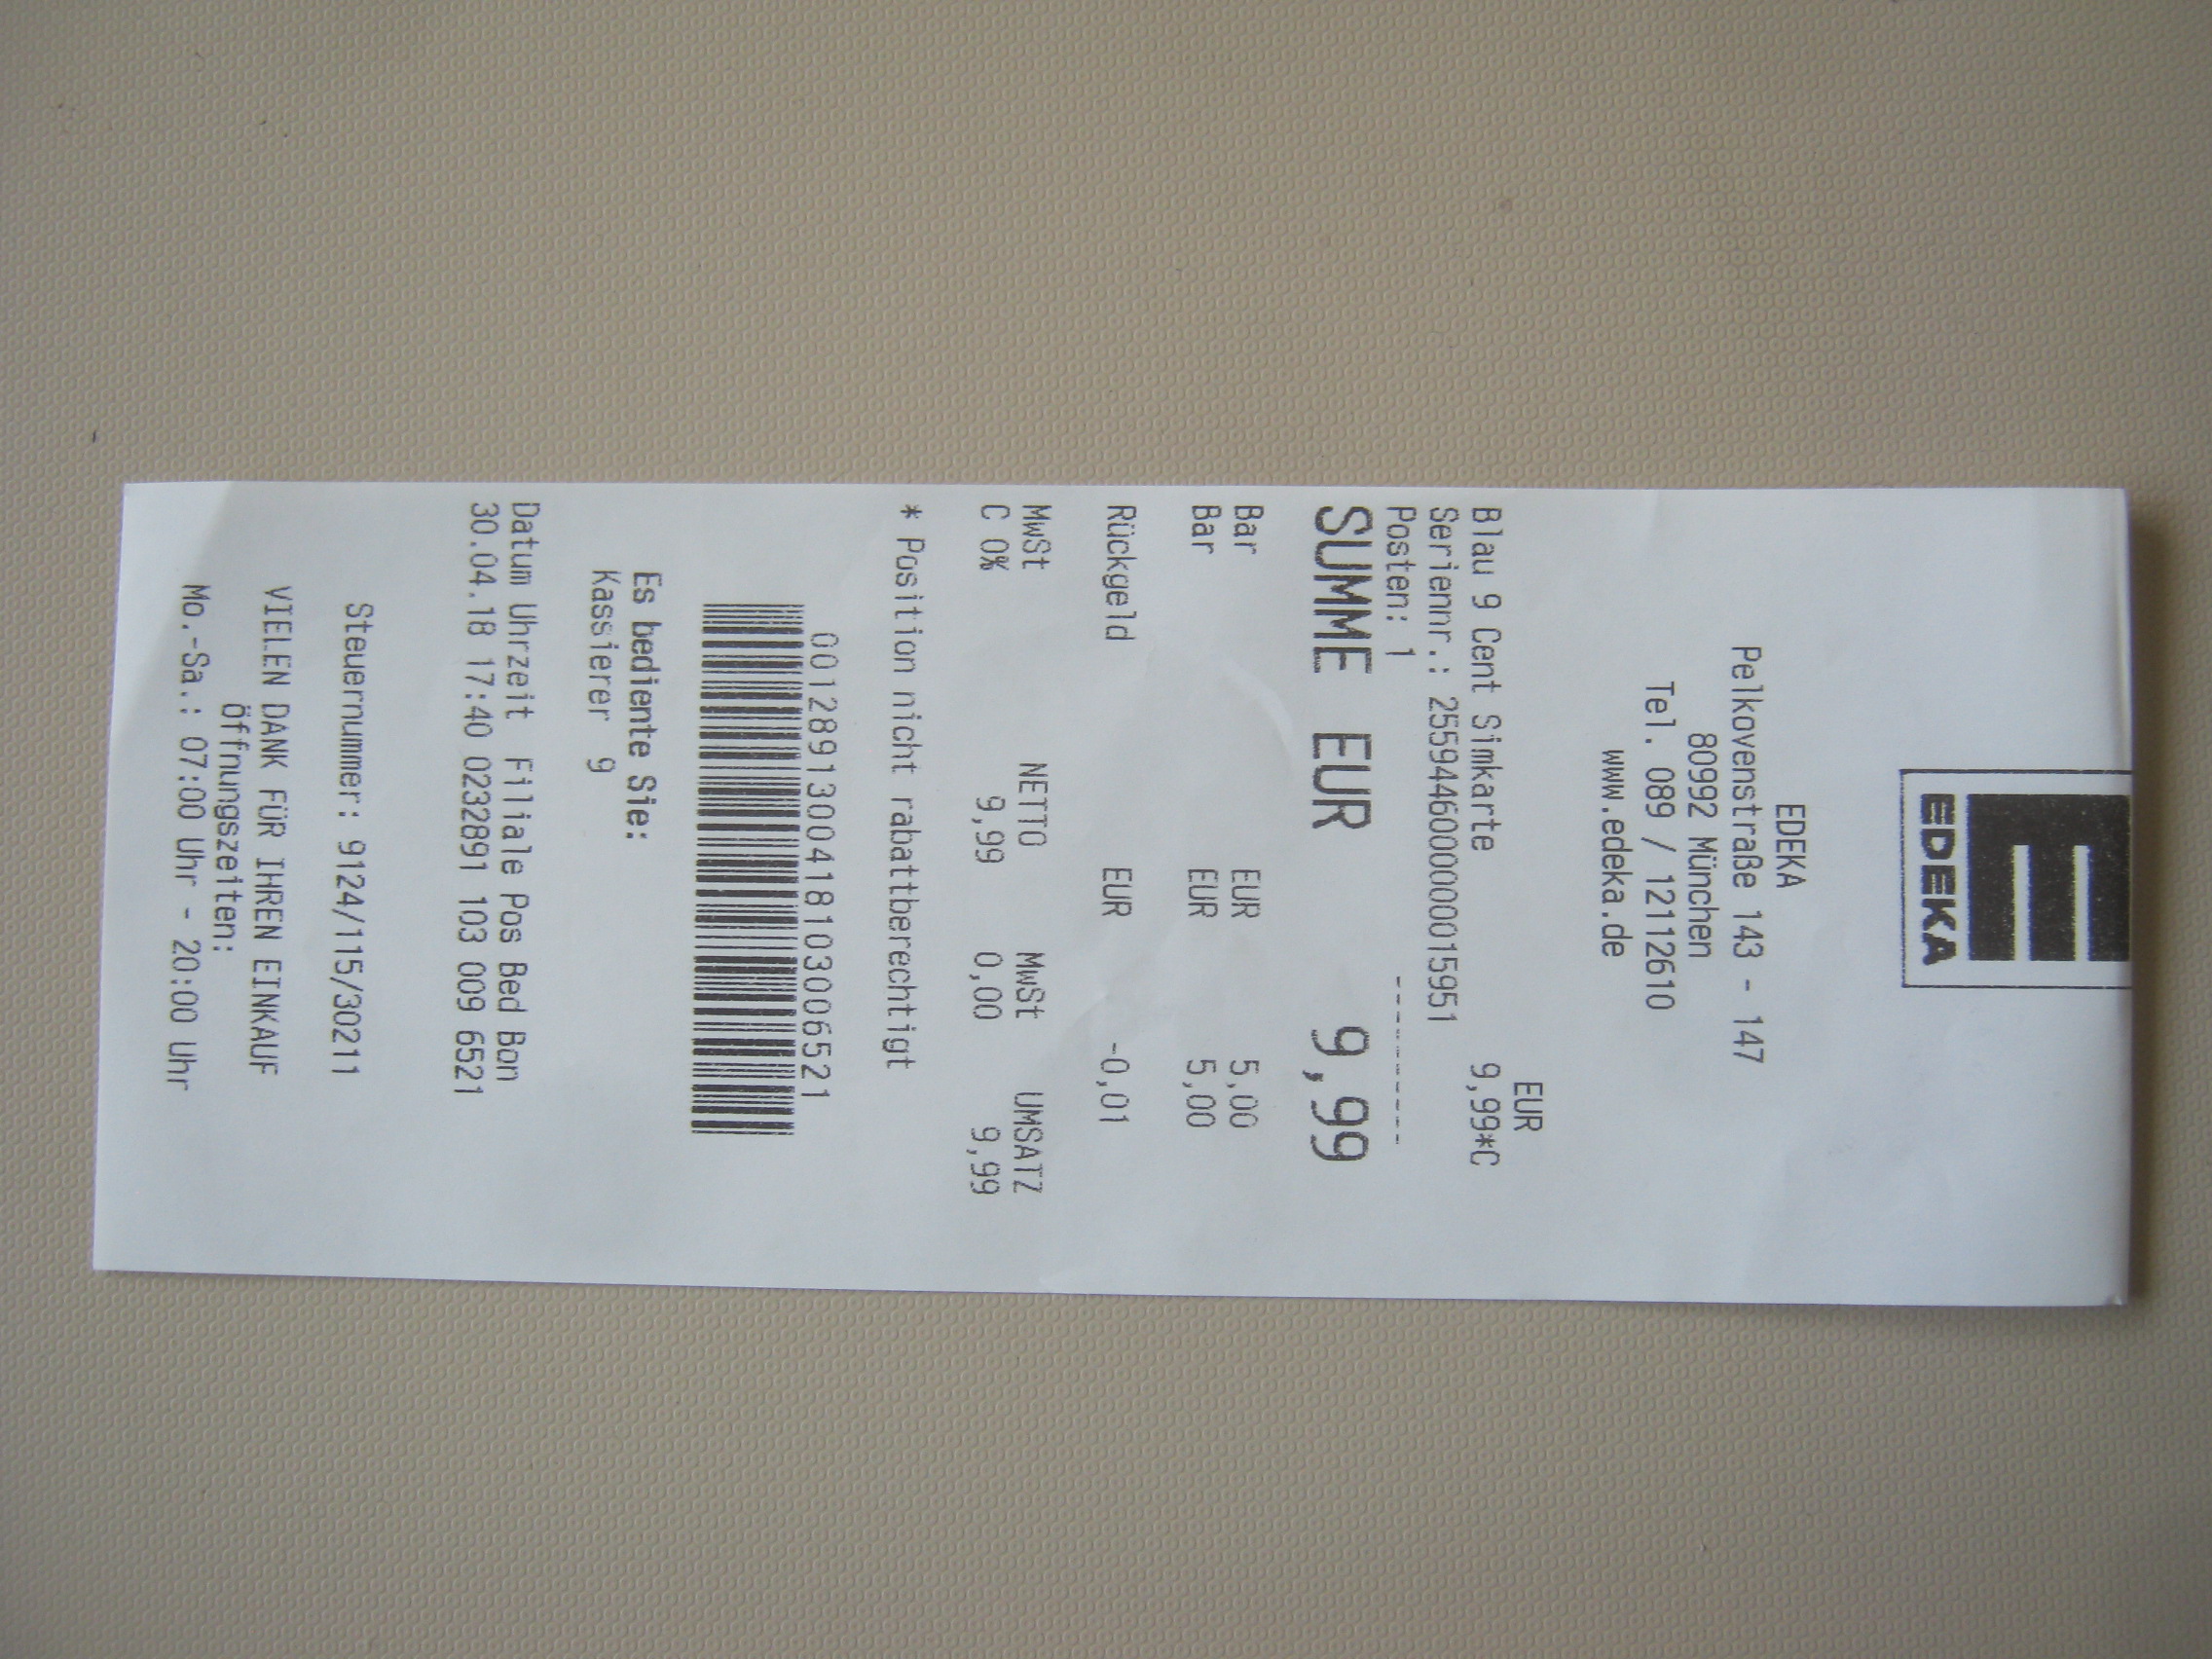 EDEKA
EDEKA
Pelkovenstraße 143 - 147
80992 München
Tel. 089 / 12112610
www.edeka.de
EUR
Blau 9 Cent Simkarte 9,99*C
Seriennr.: 25594460000000015951
Posten: 1
SUMME EUR 9,99
Bar EUR 5,00
Bar EUR 5,00
Rückgeld EUR -0,01
MwSt NETTO MwSt UMSATZ
C 0% 9,99 0,00 9,99
* Position nicht rabattberechtigt
0012891300418103006521
Es bediente Sie:
Kassierer 9
Datum Uhrzeit Filiale Pos Bed Bon
30.04.18 17:40 0232891 103 009 6521
Steuernummer: 9124/115/30211
VIELEN DANK FÜR IHREN EINKAUF
Öffnungszeiten:
Mo.-Sa.: 07:00 Uhr - 20:00 Uhr